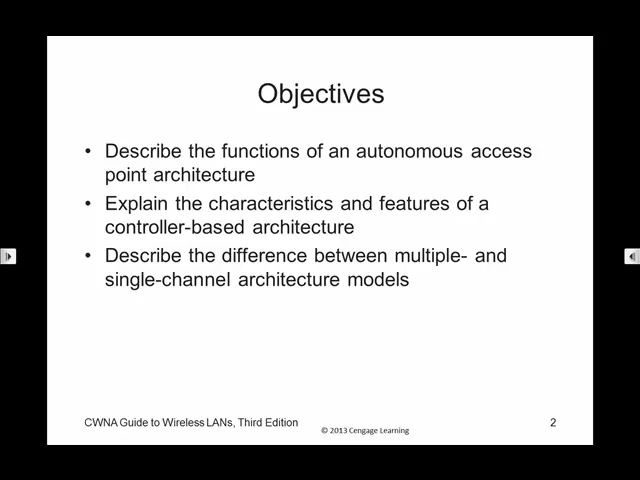 Objectives
• Describe the functions of an autonomous access
point architecture
• Explain the characteristics and features of a
controller-based architecture
• Describe the difference between multiple- and
single-channel architecture models
CWNA Guide to Wireless LANs, Third Edition
© 2013 Cengage Learning
2